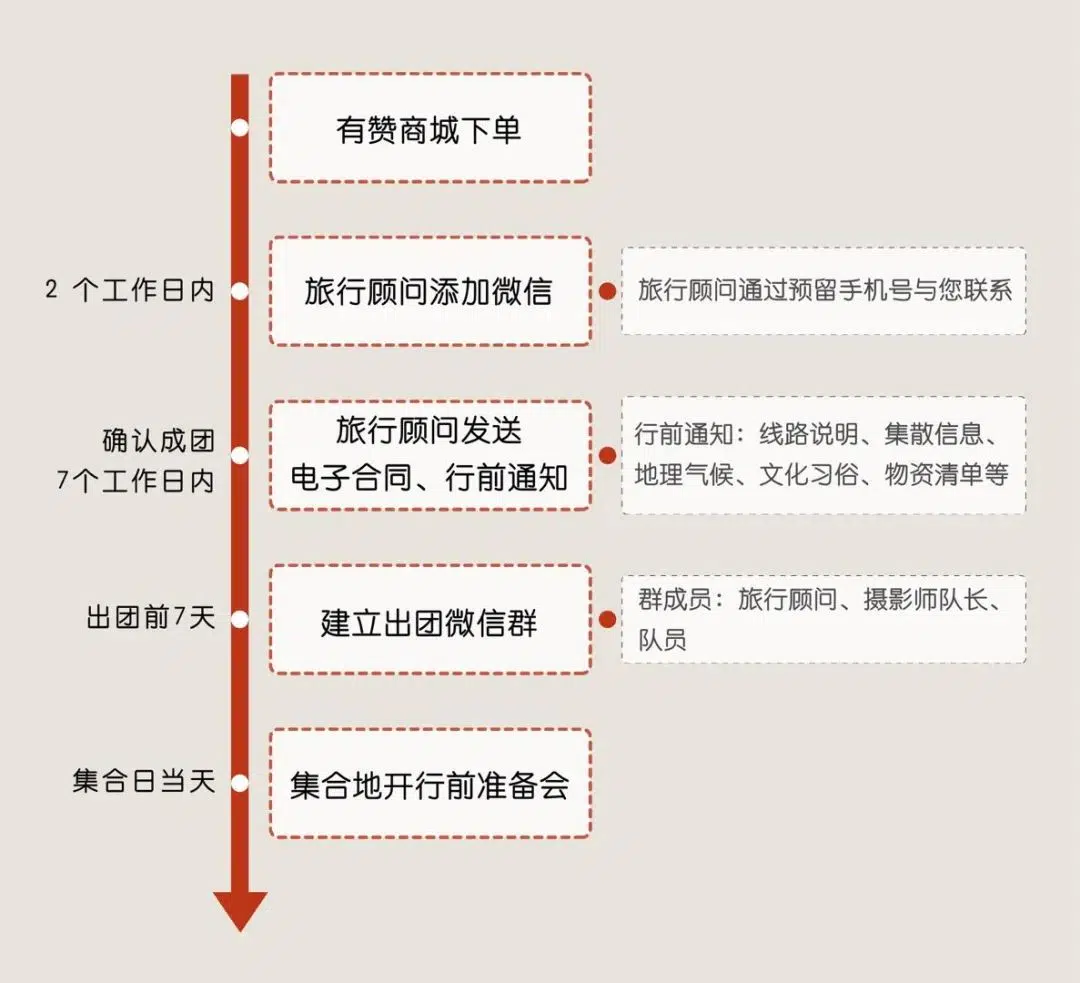 有赞商城下单
2 个工作日内
旅行顾问添加微信
旅行顾问通过预留手机号与您联系
确认成团
7个工作日内
旅行顾问发送
电子合同、行前通知
行前通知：线路说明、集散信息、
地理气候、文化习俗、物资清单等
出团前7天
建立出团微信群
群成员：旅行顾问、摄影师队长、
队员
集合日当天
集合地开行前准备会